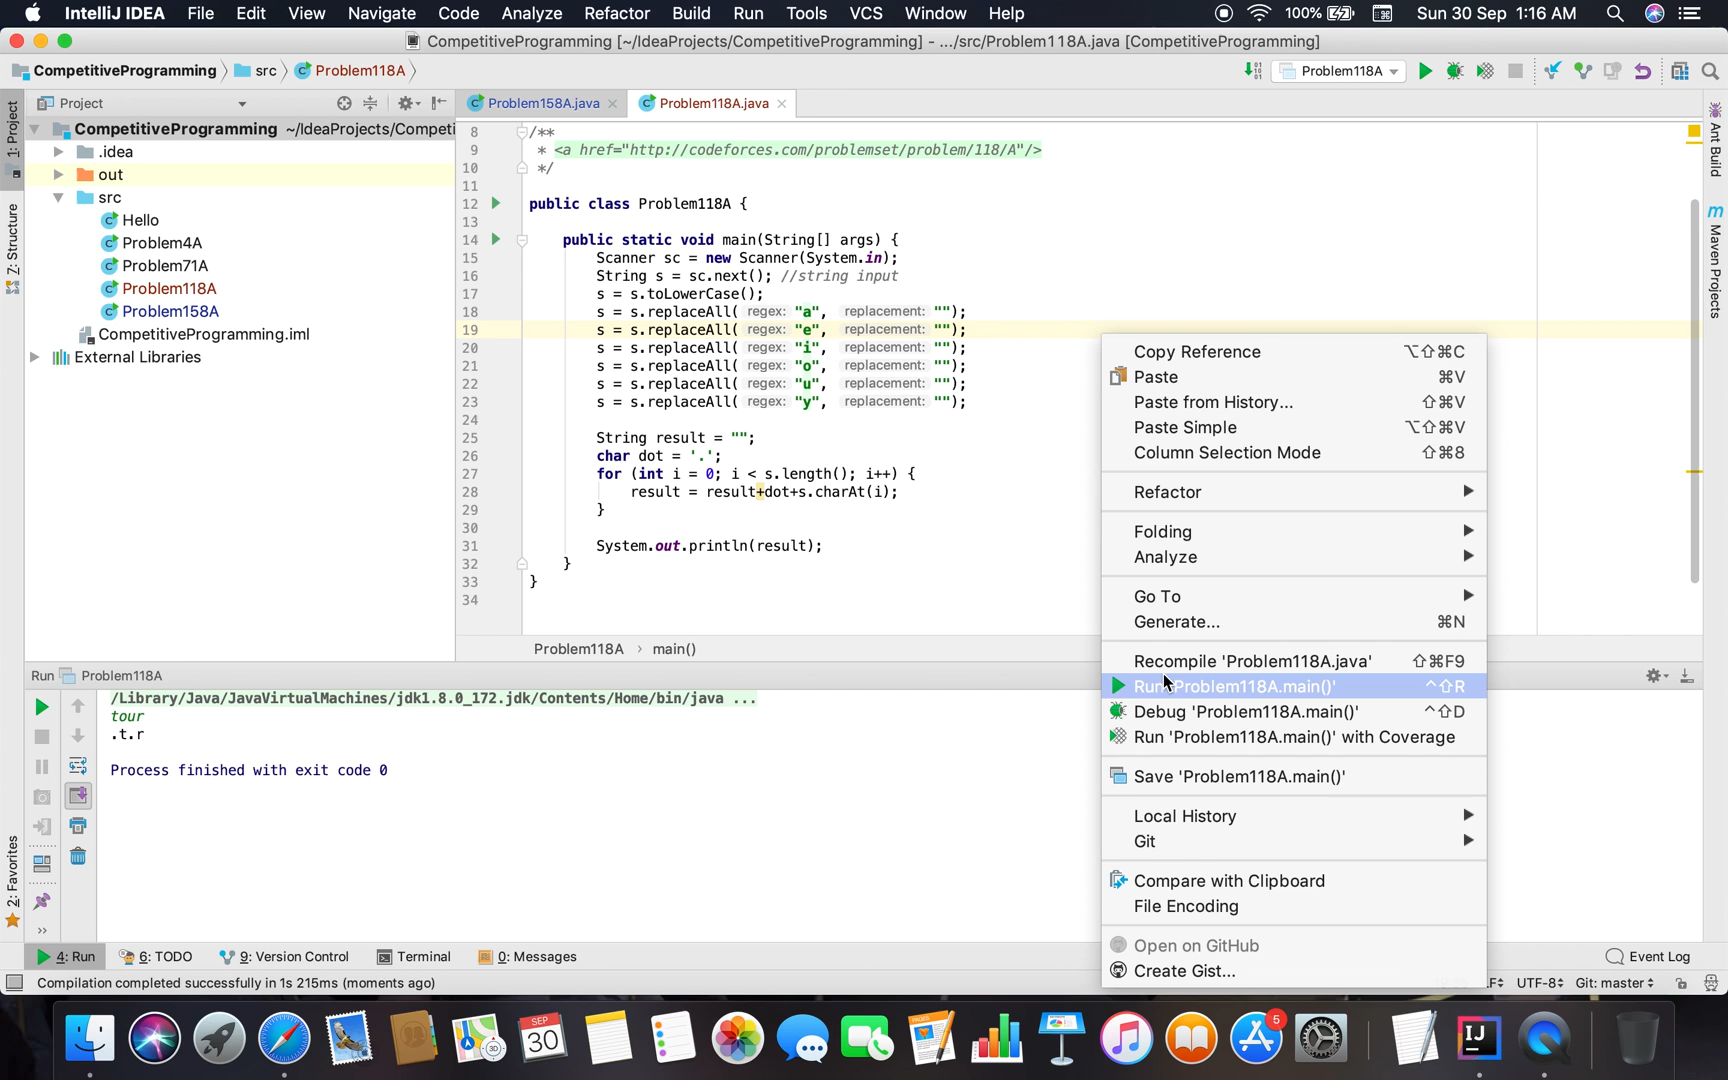 IntelliJ IDEA File Edit View Navigate Code Analyze Refactor Build Run Tools VCS Window Help 100% Sun 30 Sep 1:16 AM
CompetitiveProgramming [~/IdeaProjects/CompetitiveProgramming] - .../src/Problem118A.java [CompetitiveProgramming]
CompetitiveProgramming src Problem118A Problem118A
1: Project
Z: Structure
2: Favorites
Project
CompetitiveProgramming ~/IdeaProjects/Competi
.idea
out
src
Hello
Problem4A
Problem71A
Problem118A
Problem158A
CompetitiveProgramming.iml
External Libraries
Problem158A.java Problem118A.java
8 /**
9 * <a href="http://codeforces.com/problemset/problem/118/A"/>
10 */
11
12 public class Problem118A {
13
14 public static void main(String[] args) {
15 Scanner sc = new Scanner(System.in);
16 String s = sc.next(); //string input
17 s = s.toLowerCase();
18 s = s.replaceAll( regex: "a", replacement: "");
19 s = s.replaceAll( regex: "e", replacement: "");
20 s = s.replaceAll( regex: "i", replacement: "");
21 s = s.replaceAll( regex: "o", replacement: "");
22 s = s.replaceAll( regex: "u", replacement: "");
23 s = s.replaceAll( regex: "y", replacement: "");
24
25 String result = "";
26 char dot = '.';
27 for (int i = 0; i < s.length(); i++) {
28 result = result+dot+s.charAt(i);
29 }
30
31 System.out.println(result);
32 }
33 }
34
Problem118A › main()
Ant Build
Maven Projects
Copy Reference ⌥⇧⌘C
Paste ⌘V
Paste from History... ⇧⌘V
Paste Simple ⌥⇧⌘V
Column Selection Mode ⇧⌘8
Refactor
Folding
Analyze
Go To
Generate... ⌘N
Recompile 'Problem118A.java' ⇧⌘F9
Run 'Problem118A.main()' ^⇧R
Debug 'Problem118A.main()' ^⇧D
Run 'Problem118A.main()' with Coverage
Save 'Problem118A.main()'
Local History
Git
Compare with Clipboard
File Encoding
Open on GitHub
Create Gist...
Run Problem118A
/Library/Java/JavaVirtualMachines/jdk1.8.0_172.jdk/Contents/Home/bin/java ...
tour
.t.r
Process finished with exit code 0
4: Run 6: TODO 9: Version Control Terminal 0: Messages Event Log
Compilation completed successfully in 1s 215ms (moments ago) UTF-8 Git: master
SEP
30
3D
PAGES
5
IJ